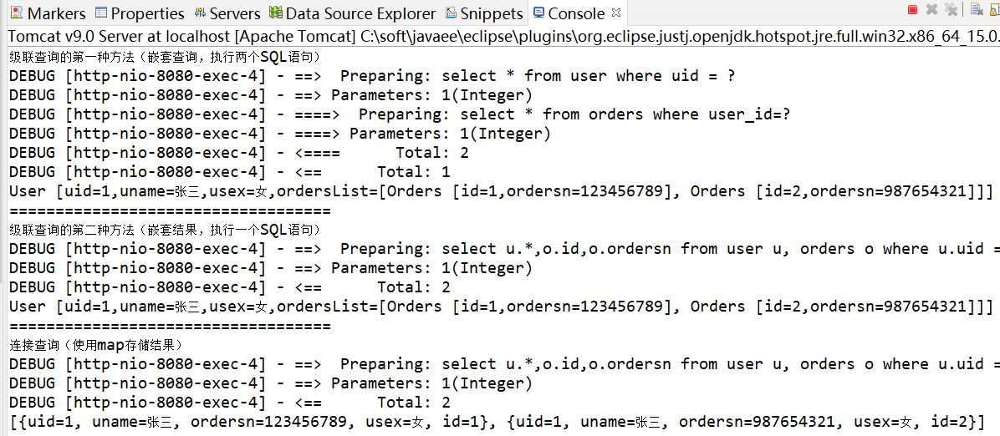 Markers Properties Servers Data Source Explorer Snippets Console
Tomcat v9.0 Server at localhost [Apache Tomcat] C:\soft\javaee\eclipse\plugins\org.eclipse.justj.openjdk.hotspot.jre.full.win32.x86_64_15.0.
级联查询的第一种方法（嵌套查询，执行两个SQL语句）
DEBUG [http-nio-8080-exec-4] - ==>  Preparing: select * from user where uid = ?
DEBUG [http-nio-8080-exec-4] - ==> Parameters: 1(Integer)
DEBUG [http-nio-8080-exec-4] - ====>  Preparing: select * from orders where user_id=?
DEBUG [http-nio-8080-exec-4] - ====> Parameters: 1(Integer)
DEBUG [http-nio-8080-exec-4] - <====      Total: 2
DEBUG [http-nio-8080-exec-4] - <==      Total: 1
User [uid=1,uname=张三,usex=女,ordersList=[Orders [id=1,ordersn=123456789], Orders [id=2,ordersn=987654321]]]
===================================
级联查询的第二种方法（嵌套结果，执行一个SQL语句）
DEBUG [http-nio-8080-exec-4] - ==>  Preparing: select u.*,o.id,o.ordersn from user u, orders o where u.uid =
DEBUG [http-nio-8080-exec-4] - ==> Parameters: 1(Integer)
DEBUG [http-nio-8080-exec-4] - <==      Total: 2
User [uid=1,uname=张三,usex=女,ordersList=[Orders [id=1,ordersn=123456789], Orders [id=2,ordersn=987654321]]]
===================================
连接查询（使用map存储结果）
DEBUG [http-nio-8080-exec-4] - ==>  Preparing: select u.*,o.id,o.ordersn from user u, orders o where u.uid =
DEBUG [http-nio-8080-exec-4] - ==> Parameters: 1(Integer)
DEBUG [http-nio-8080-exec-4] - <==      Total: 2
[{uid=1, uname=张三, ordersn=123456789, usex=女, id=1}, {uid=1, uname=张三, ordersn=987654321, usex=女, id=2}]